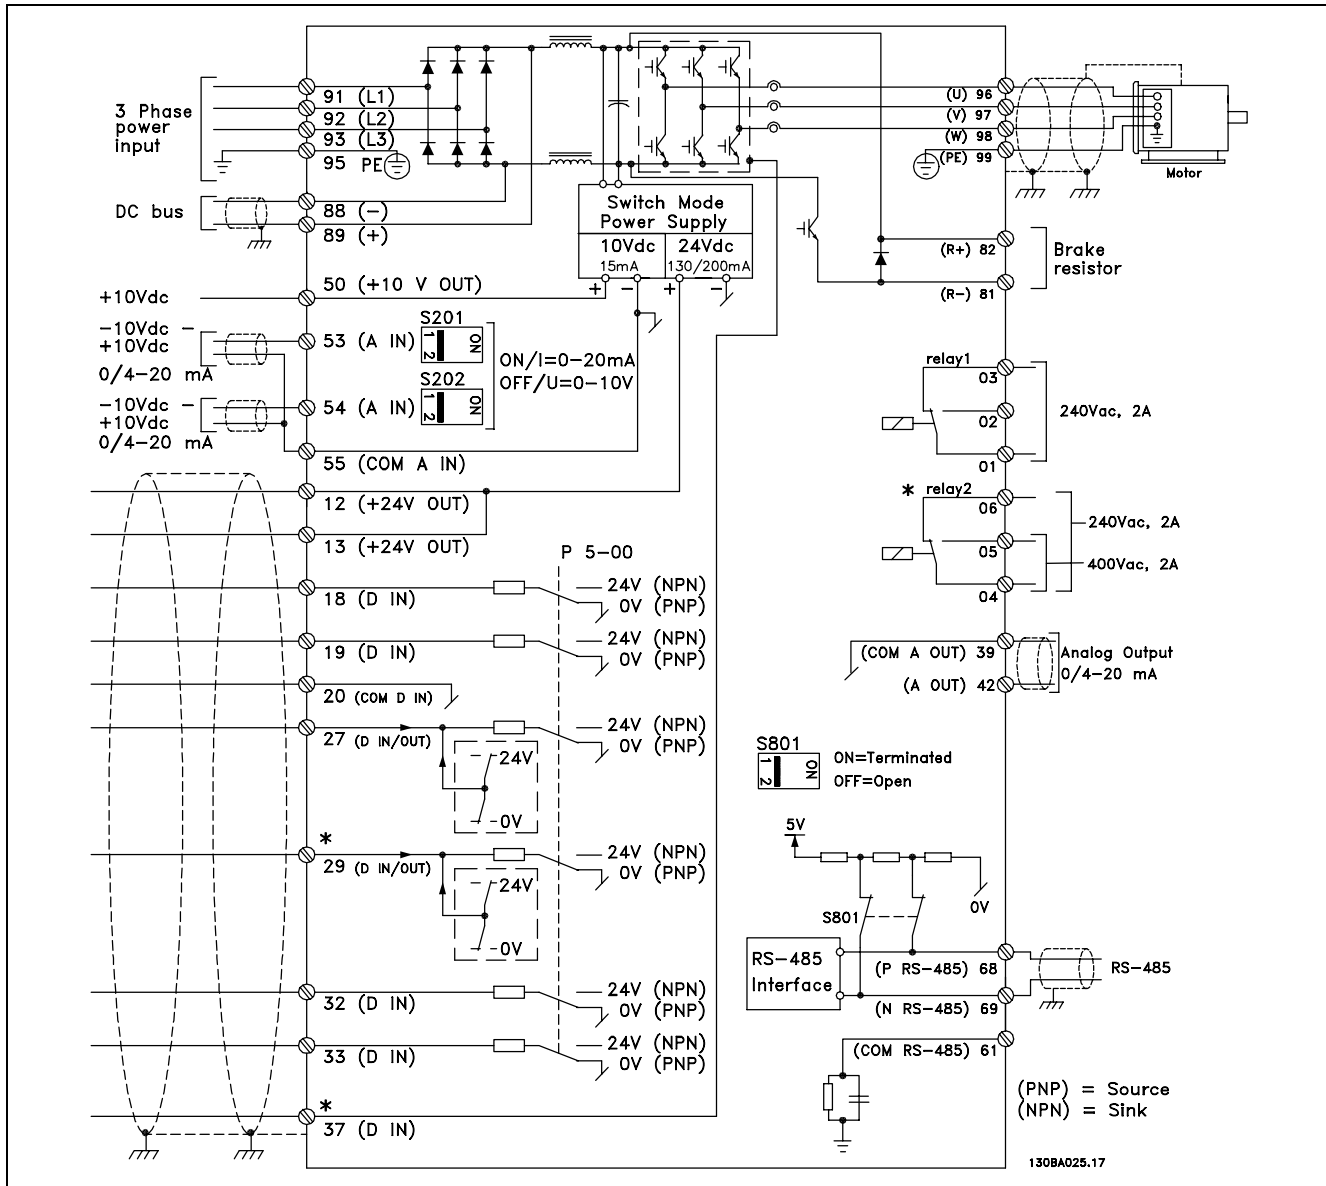 3 Phase
power
input
91 (L1)
92 (L2)
93 (L3)
95 PE
DC bus
88 (-)
89 (+)
+10Vdc
50 (+10 V OUT)
-10Vdc -
+10Vdc
0/4-20 mA
53 (A IN)
S201
1 2 ON
-10Vdc -
+10Vdc
0/4-20 mA
54 (A IN)
S202
1 2 ON
ON/I=0-20mA
OFF/U=0-10V
55 (COM A IN)
12 (+24V OUT)
13 (+24V OUT)
P 5-00
18 (D IN)
24V (NPN)
0V (PNP)
19 (D IN)
24V (NPN)
0V (PNP)
20 (COM D IN)
27 (D IN/OUT)
24V (NPN)
0V (PNP)
24V
0V
*
29 (D IN/OUT)
24V (NPN)
0V (PNP)
24V
0V
32 (D IN)
24V (NPN)
0V (PNP)
33 (D IN)
24V (NPN)
0V (PNP)
*
37 (D IN)
Switch Mode
Power Supply
10Vdc
15mA
24Vdc
130/200mA
+ - + -
(U) 96
(V) 97
(W) 98
(PE) 99
Motor
(R+) 82
(R-) 81
Brake
resistor
relay1
03
02
01
240Vac, 2A
* relay2
06
05
04
240Vac, 2A
400Vac, 2A
(COM A OUT) 39
(A OUT) 42
Analog Output
0/4-20 mA
S801
1 2 ON
ON=Terminated
OFF=Open
5V
0V
S801
RS-485
Interface
(P RS-485) 68
(N RS-485) 69
(COM RS-485) 61
RS-485
(PNP) = Source
(NPN) = Sink
130BA025.17